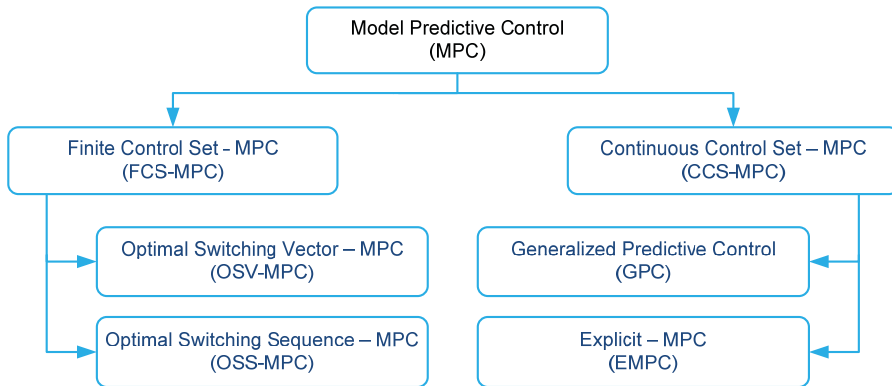 Model Predictive Control
(MPC)
Finite Control Set - MPC
(FCS-MPC)
Continuous Control Set – MPC
(CCS-MPC)
Optimal Switching Vector – MPC
(OSV-MPC)
Generalized Predictive Control
(GPC)
Optimal Switching Sequence – MPC
(OSS-MPC)
Explicit – MPC
(EMPC)